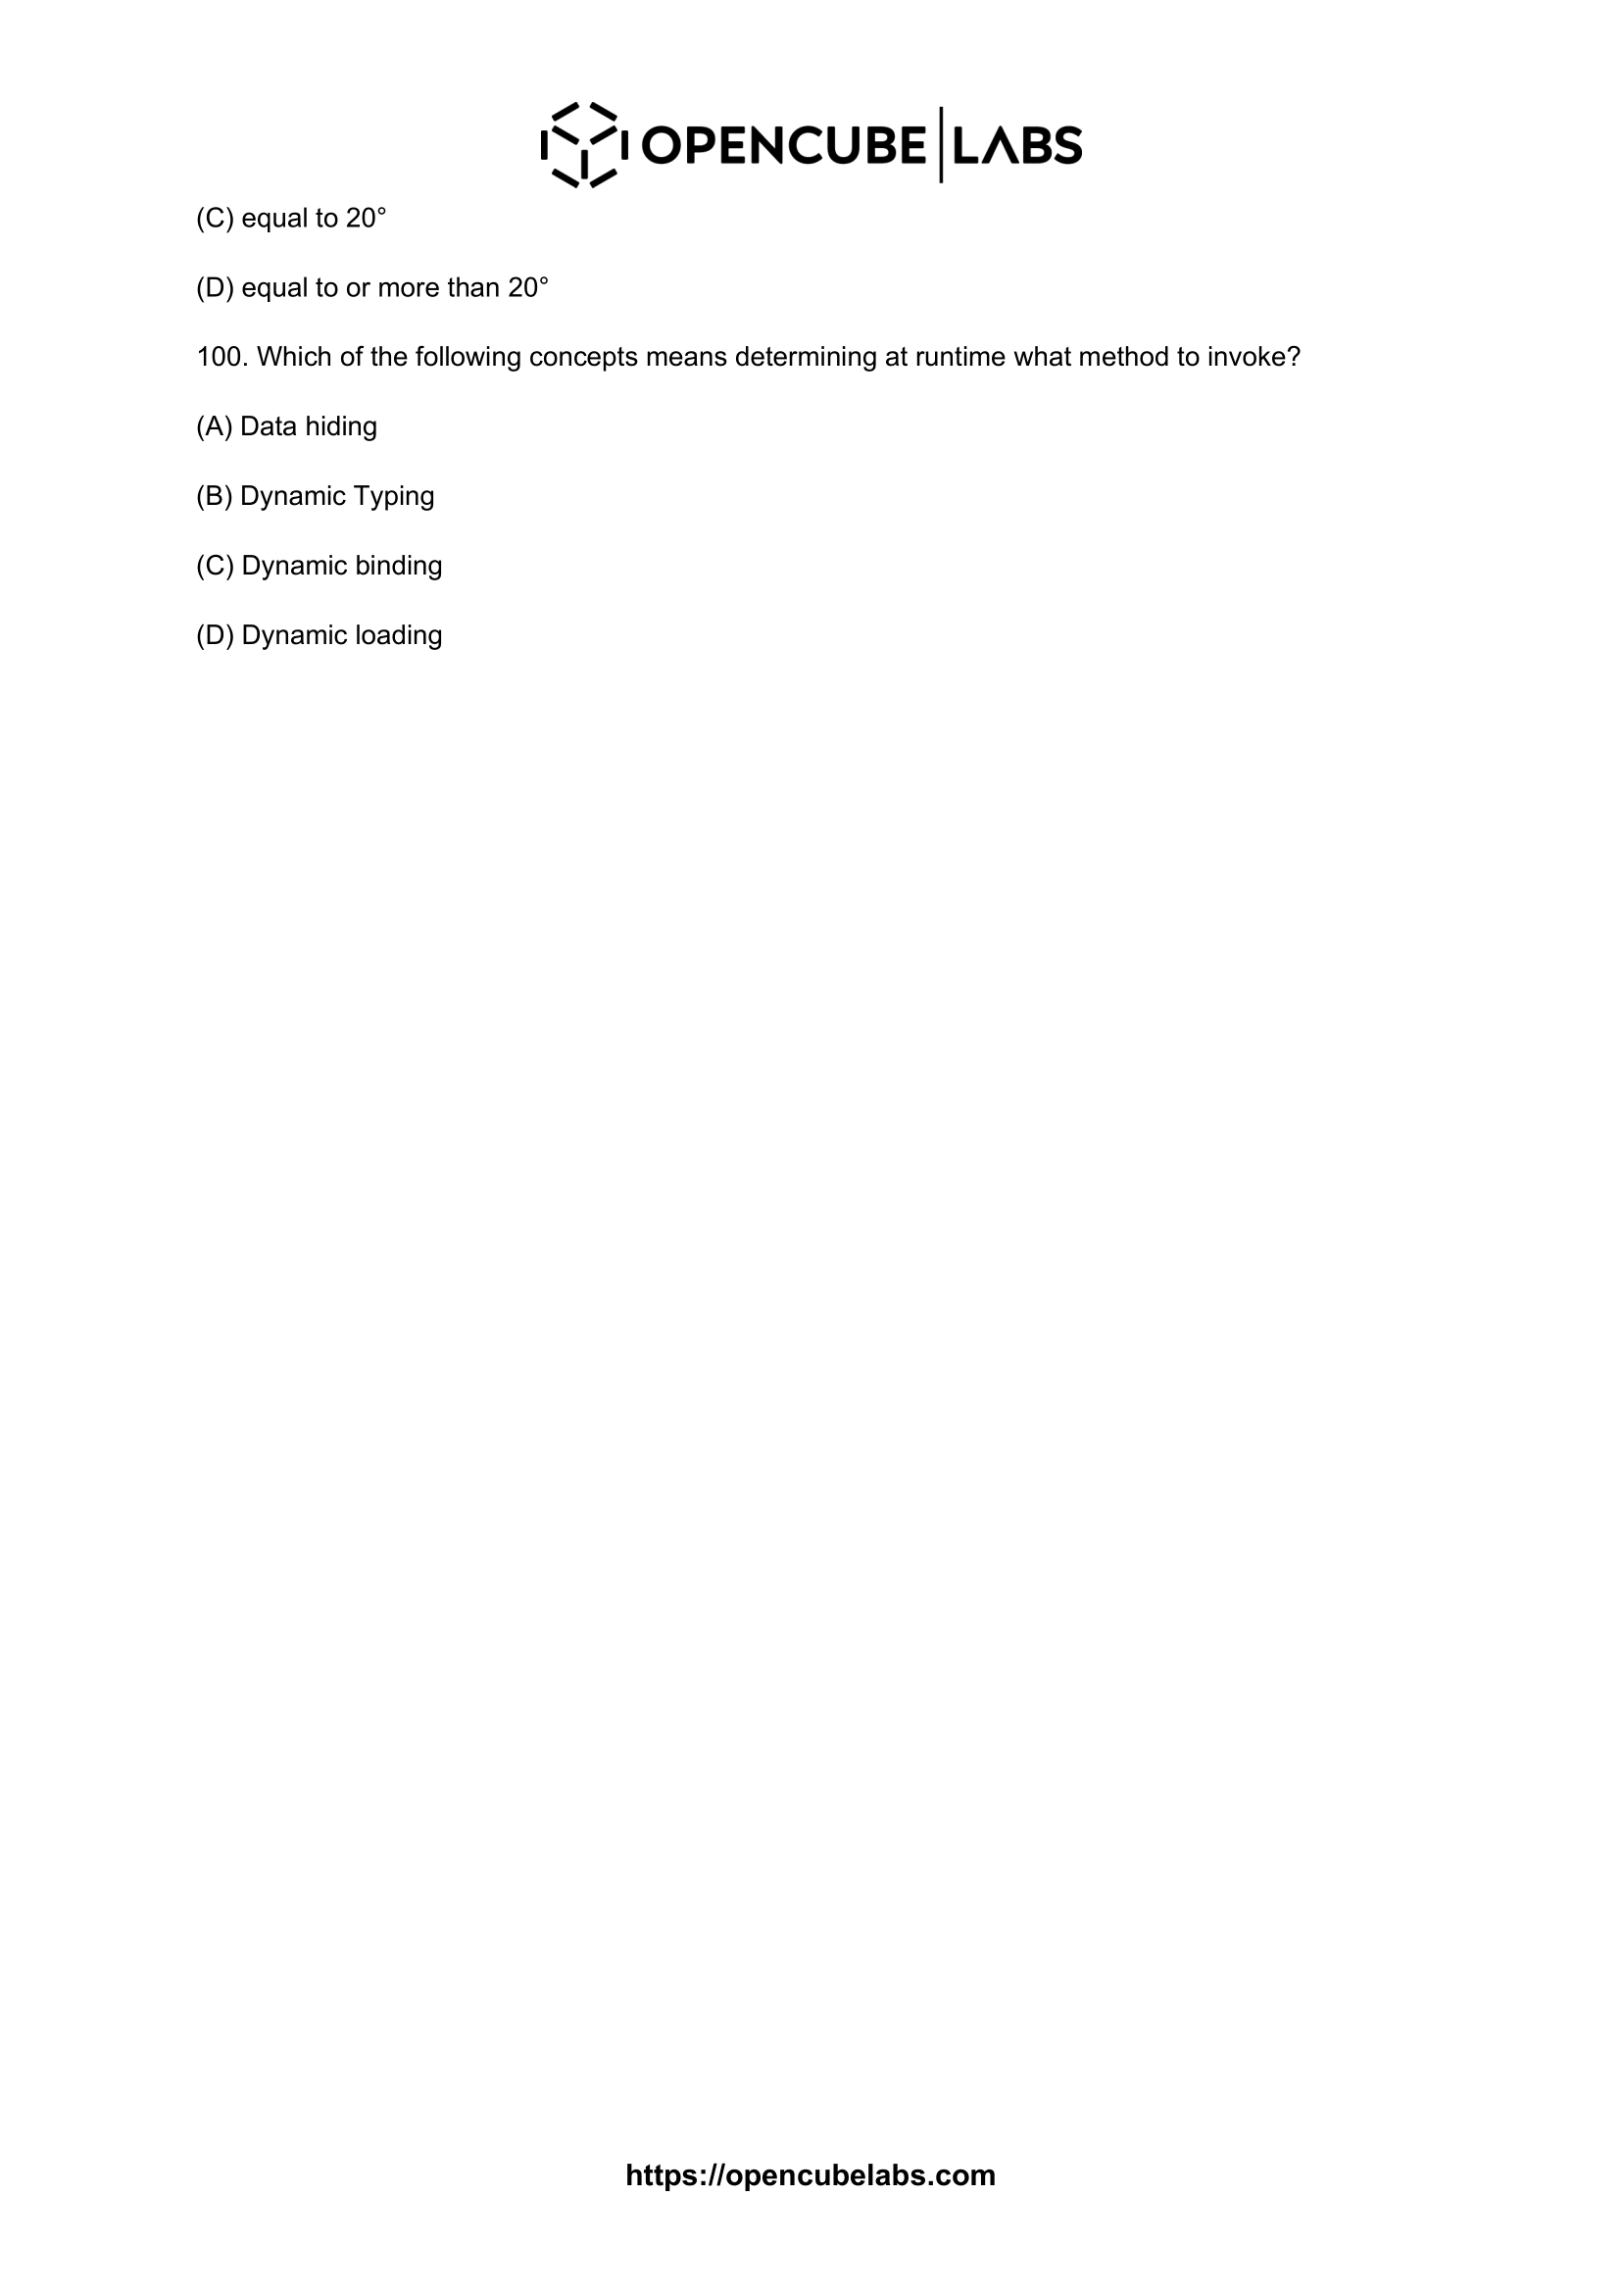 OPENCUBE LABS
(C) equal to 20°
(D) equal to or more than 20°
100. Which of the following concepts means determining at runtime what method to invoke?
(A) Data hiding
(B) Dynamic Typing
(C) Dynamic binding
(D) Dynamic loading
https://opencubelabs.com